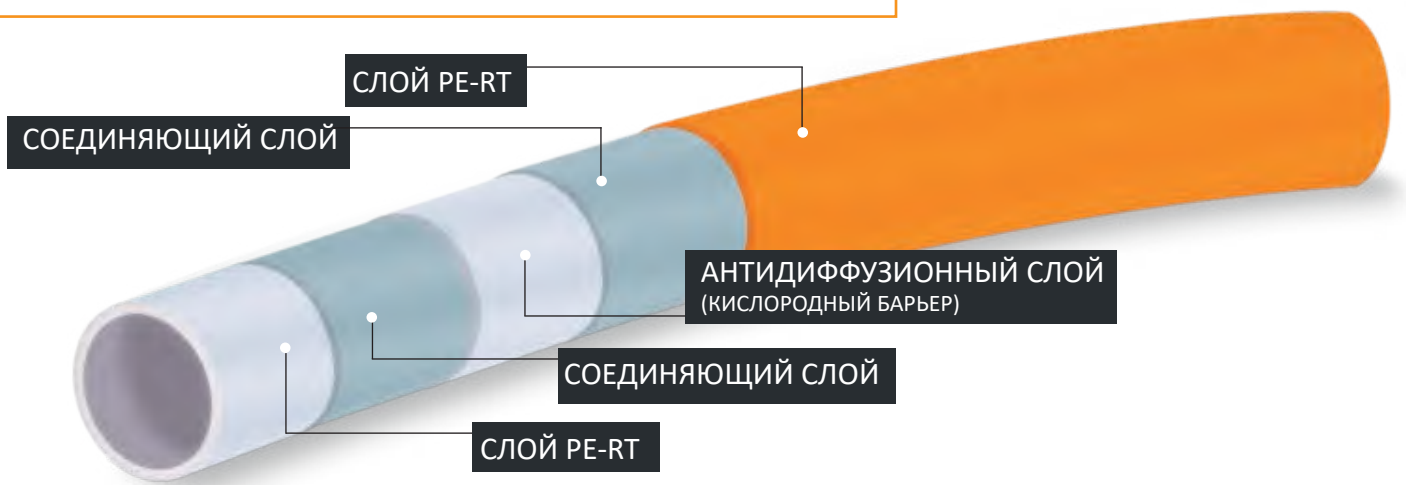 СЛОЙ PE-RT
СОЕДИНЯЮЩИЙ СЛОЙ
АНТИДИФФУЗИОННЫЙ СЛОЙ
(КИСЛОРОДНЫЙ БАРЬЕР)
СОЕДИНЯЮЩИЙ СЛОЙ
СЛОЙ PE-RT